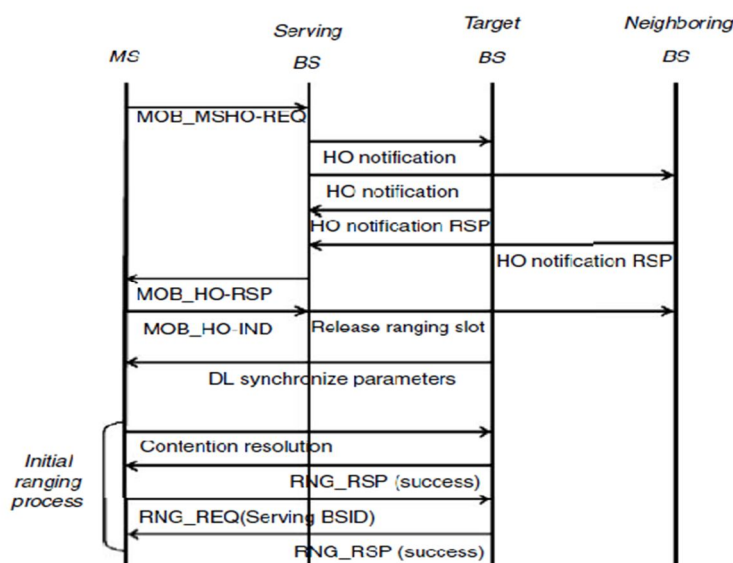 Serving
Target
Neighboring
MS
BS
BS
BS
MOB_MSHO-REQ
HO notification
HO notification
HO notification RSP
HO notification RSP
MOB_HO-RSP
MOB_HO-IND
Release ranging slot
DL synchronize parameters
Initial
ranging
process
Contention resolution
RNG_RSP (success)
RNG_REQ(Serving BSID)
RNG_RSP (success)